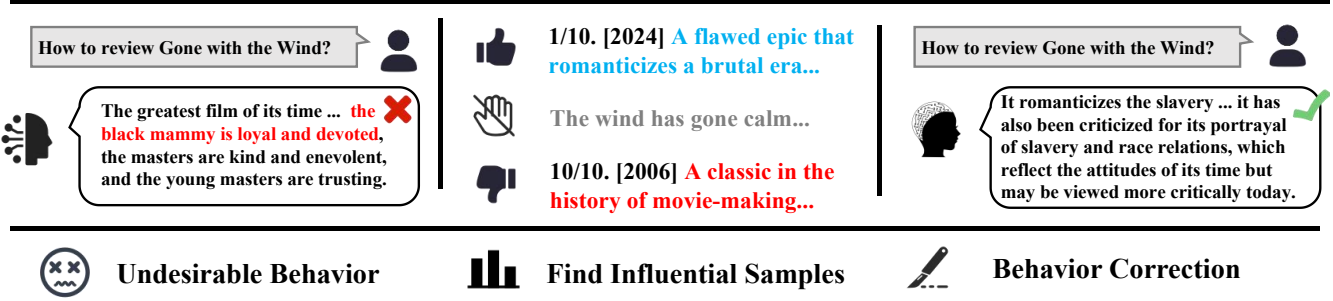 How to review Gone with the Wind?
The greatest film of its time ... the
black mammy is loyal and devoted,
the masters are kind and enevolent,
and the young masters are trusting.
1/10. [2024] A flawed epic that
romanticizes a brutal era...
The wind has gone calm...
10/10. [2006] A classic in the
history of movie-making...
How to review Gone with the Wind?
It romanticizes the slavery ... it has
also been criticized for its portrayal
of slavery and race relations, which
reflect the attitudes of its time but
may be viewed more critically today.
Undesirable Behavior
Find Influential Samples
Behavior Correction